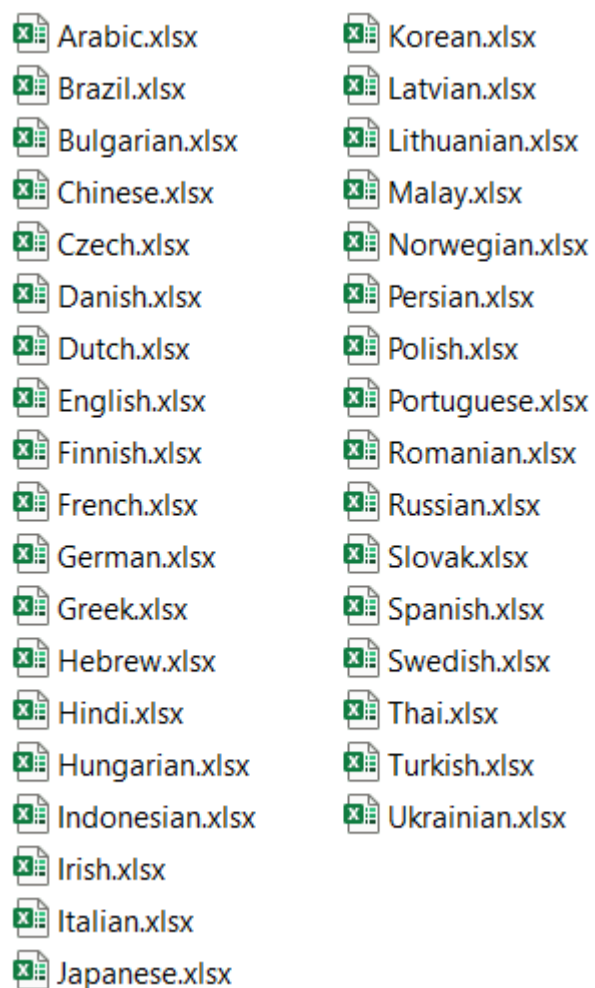 Arabic.xlsx
Brazil.xlsx
Bulgarian.xlsx
Chinese.xlsx
Czech.xlsx
Danish.xlsx
Dutch.xlsx
English.xlsx
Finnish.xlsx
French.xlsx
German.xlsx
Greek.xlsx
Hebrew.xlsx
Hindi.xlsx
Hungarian.xlsx
Indonesian.xlsx
Irish.xlsx
Italian.xlsx
Japanese.xlsx
Korean.xlsx
Latvian.xlsx
Lithuanian.xlsx
Malay.xlsx
Norwegian.xlsx
Persian.xlsx
Polish.xlsx
Portuguese.xlsx
Romanian.xlsx
Russian.xlsx
Slovak.xlsx
Spanish.xlsx
Swedish.xlsx
Thai.xlsx
Turkish.xlsx
Ukrainian.xlsx